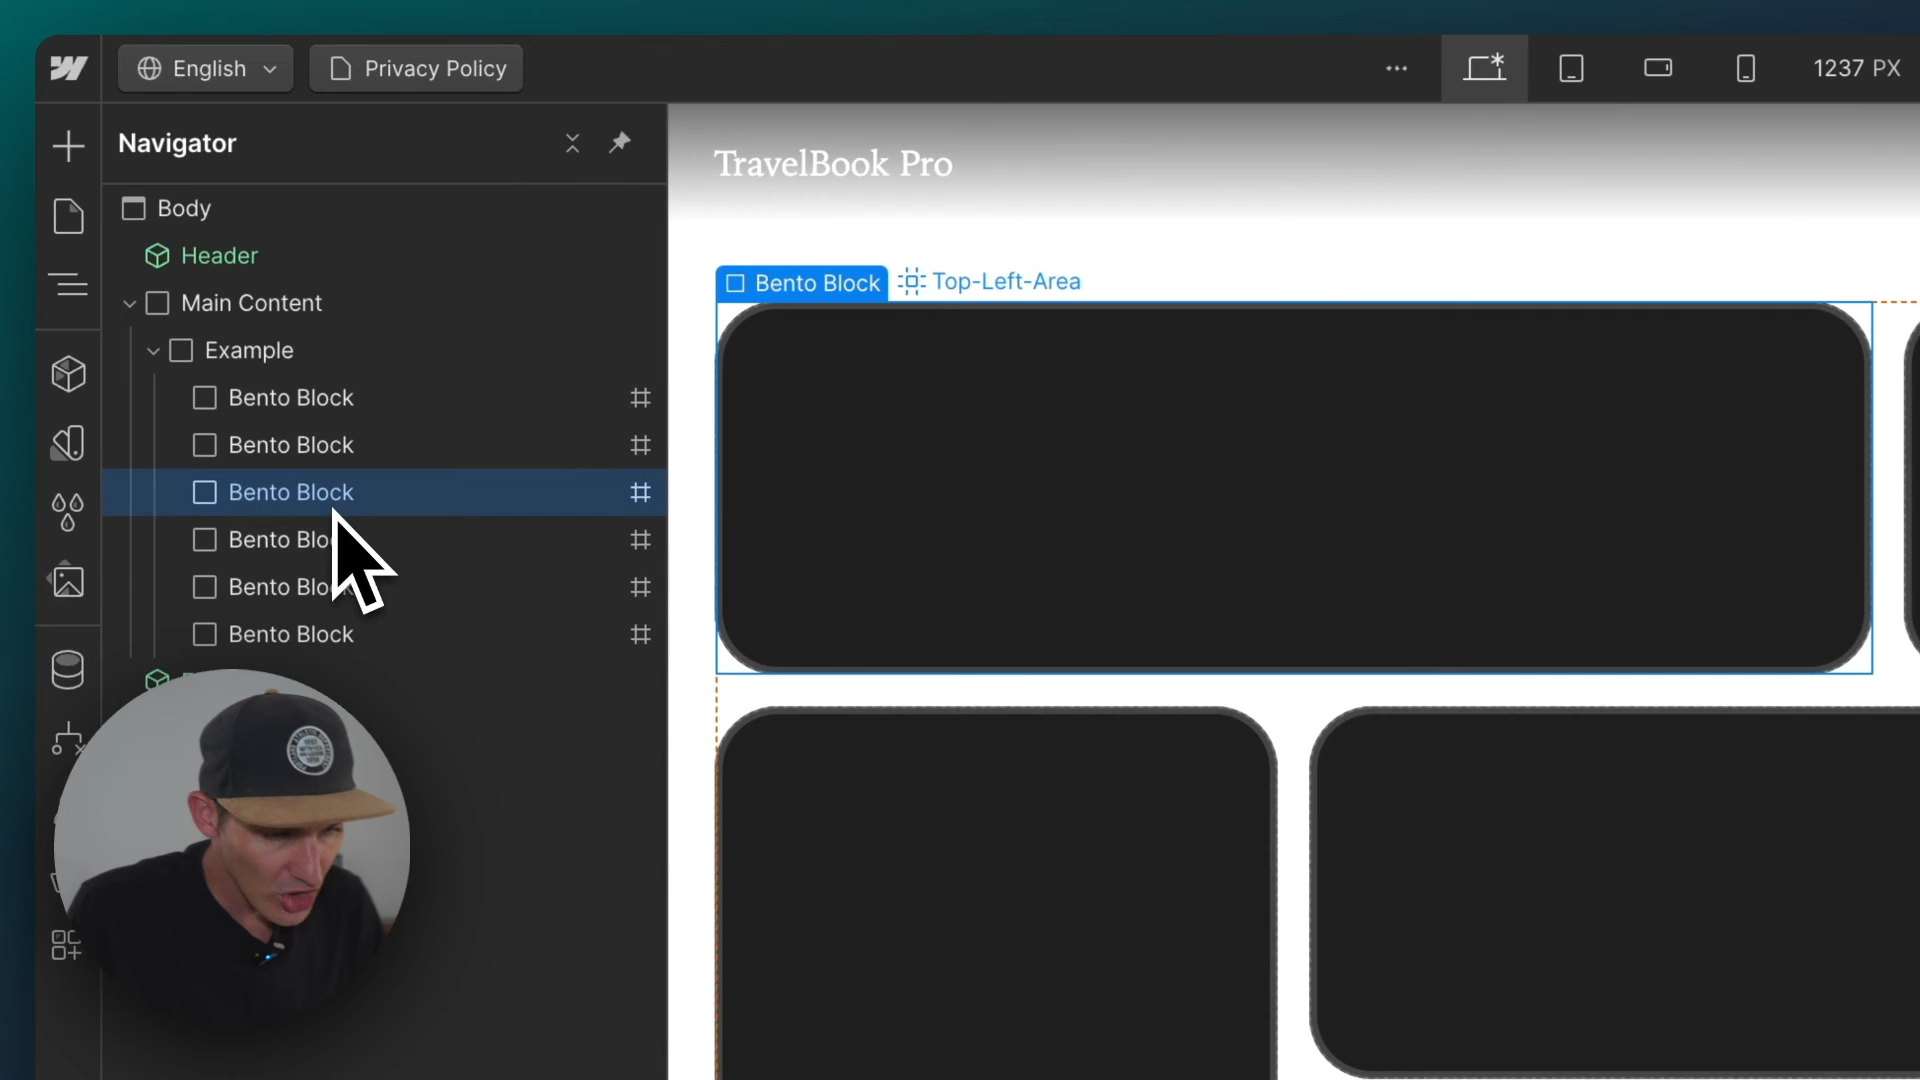 English
Privacy Policy
1237 PX
Navigator
Body
Header
Main Content
Example
Bento Block
Bento Block
Bento Block
Bento Blo
Bento Blo
Bento Block
TravelBook Pro
Bento Block
Top-Left-Area